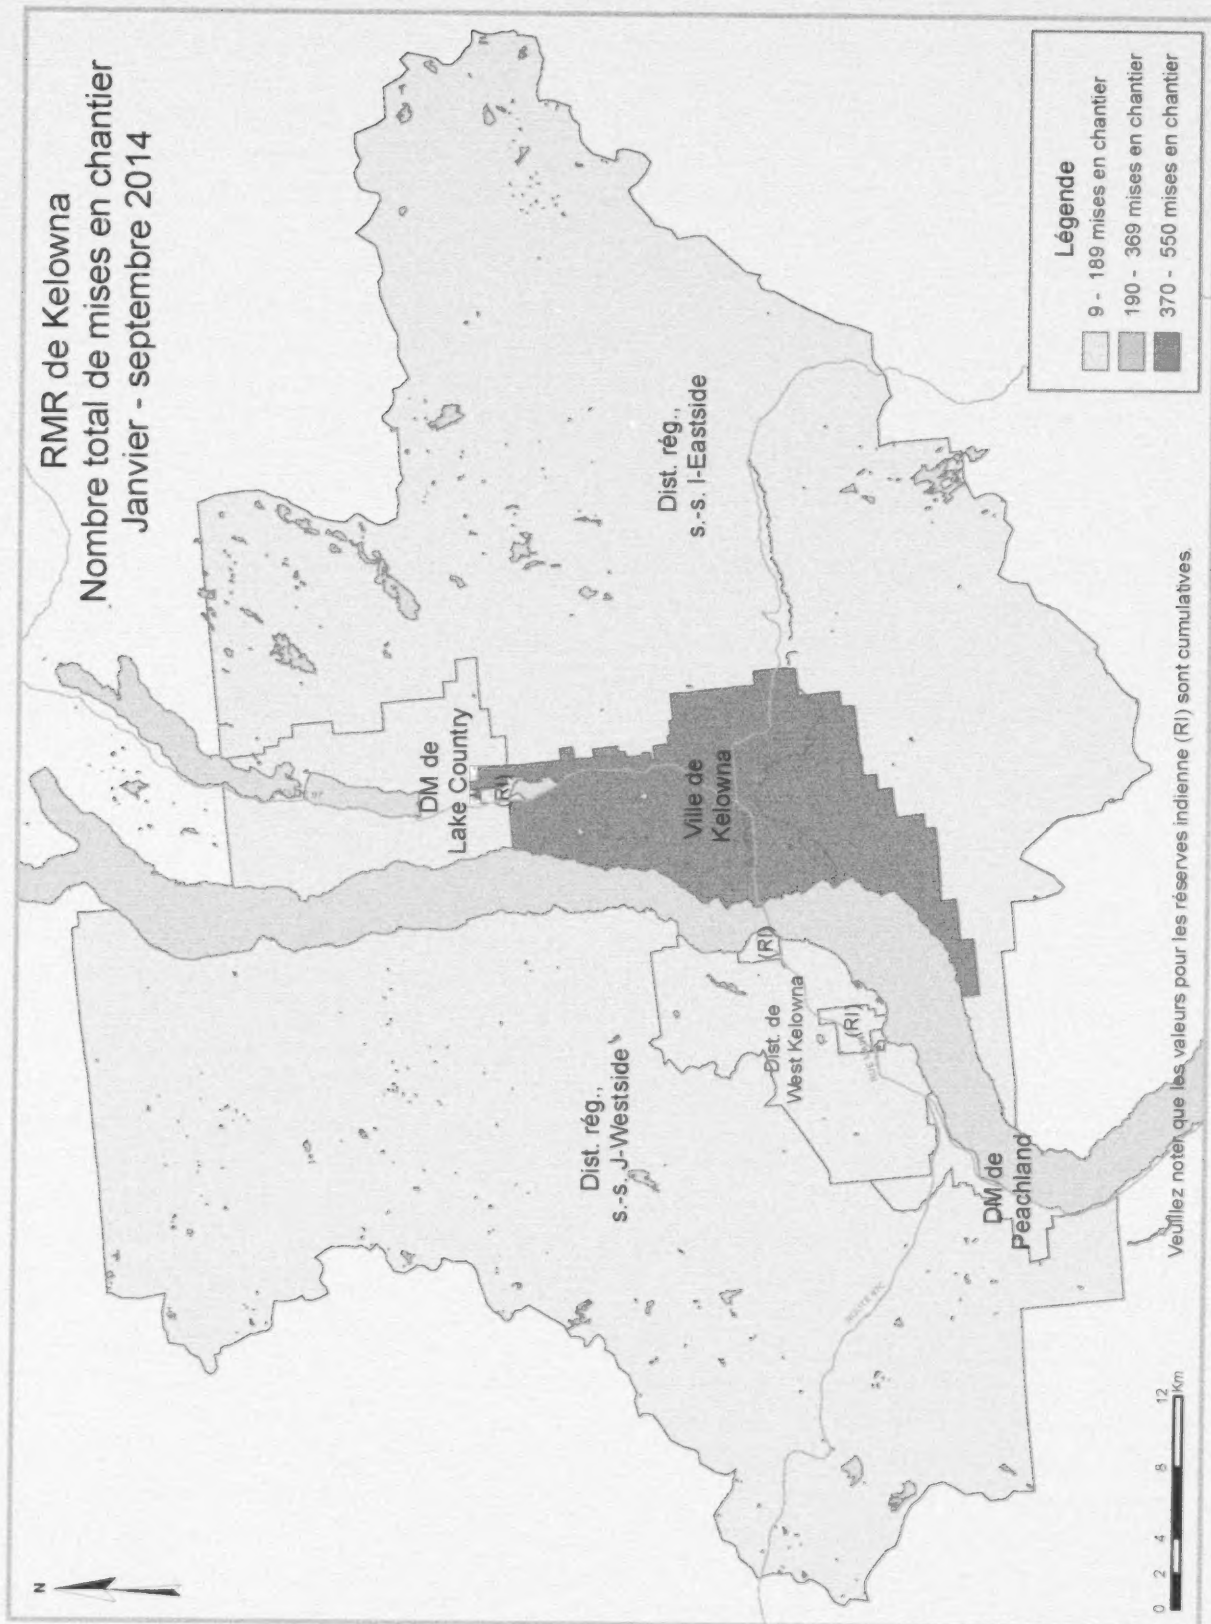 RMR de Kelowna
Nombre total de mises en chantier
Janvier - septembre 2014
N
DM de
Lake Country
(RI)
Ville de
Kelowna
Dist. rég.,
s.-s. I-Eastside
Dist. rég.,
s.-s. J-Westside
(RI)
Dist. de
West Kelowna
(RI)
DM de
Peachland
Légende
9 - 189 mises en chantier
190 - 369 mises en chantier
370 - 550 mises en chantier
0 2 4 8 12
Km
Veuillez noter que les valeurs pour les réserves indienne (RI) sont cumulatives.